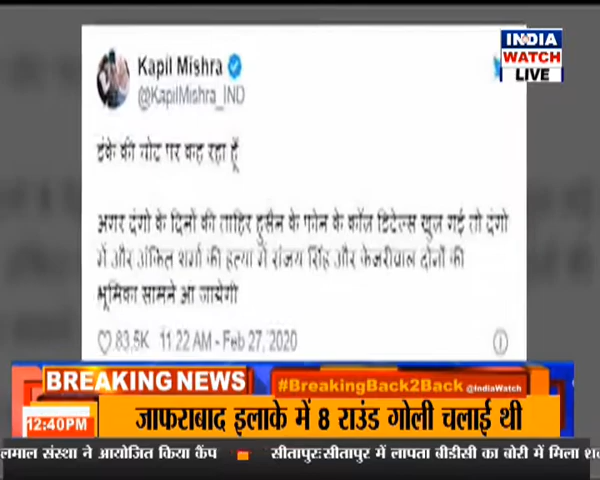 INDIA
WATCH
LIVE
Kapil Mishra
@KapilMishra_IND
डंके की चोट पर कह रहा हूँ
अगर दंगो के दिनों की ताहिर हुसैन के फोन के कॉल डिटेल्स खुल गई तो दंगो
में और अंकित शर्मा की हत्या में संजय सिंह और केजरीवाल दोनों की
भूमिका सामने आ जायेगी
83.5K 11:22 AM - Feb 27, 2020
BREAKING NEWS
#BreakingBack2Back @IndiaWatch
12:40PM
जाफराबाद इलाके में 8 राउंड गोली चलाई थी
लमाल संस्था ने आयोजित किया कैंप सीतापुरःसीतापुर में लापता बीडीसी का बोरी में मिला